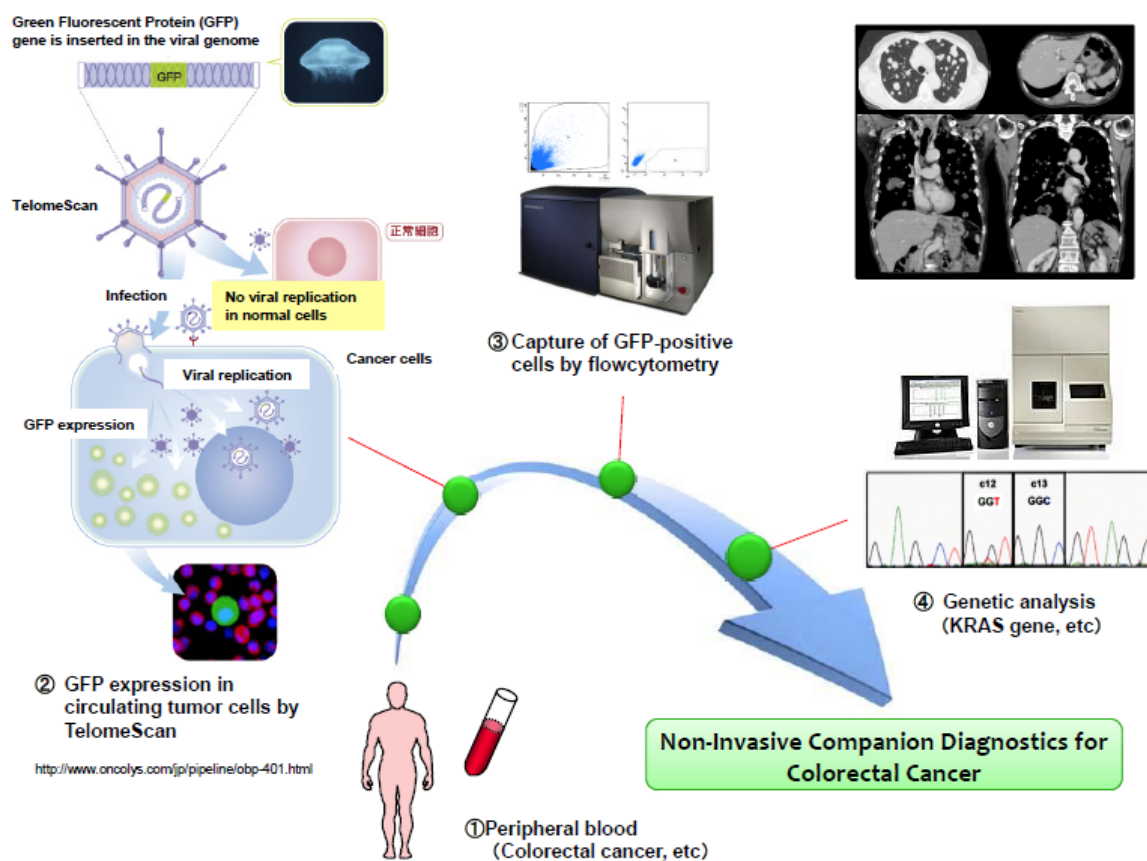 Green Fluorescent Protein (GFP)
gene is inserted in the viral genome
GFP
TelomeScan
正常細胞
Infection
No viral replication
in normal cells
Cancer cells
Viral replication
GFP expression
② GFP expression in
circulating tumor cells by
TelomeScan
http://www.oncolys.com/jp/pipeline/obp-401.html
①Peripheral blood
（Colorectal cancer, etc）
③ Capture of GFP-positive
cells by flowcytometry
c12
GGT
c13
GGC
④ Genetic analysis
（KRAS gene, etc）
Non-Invasive Companion Diagnostics for
Colorectal Cancer